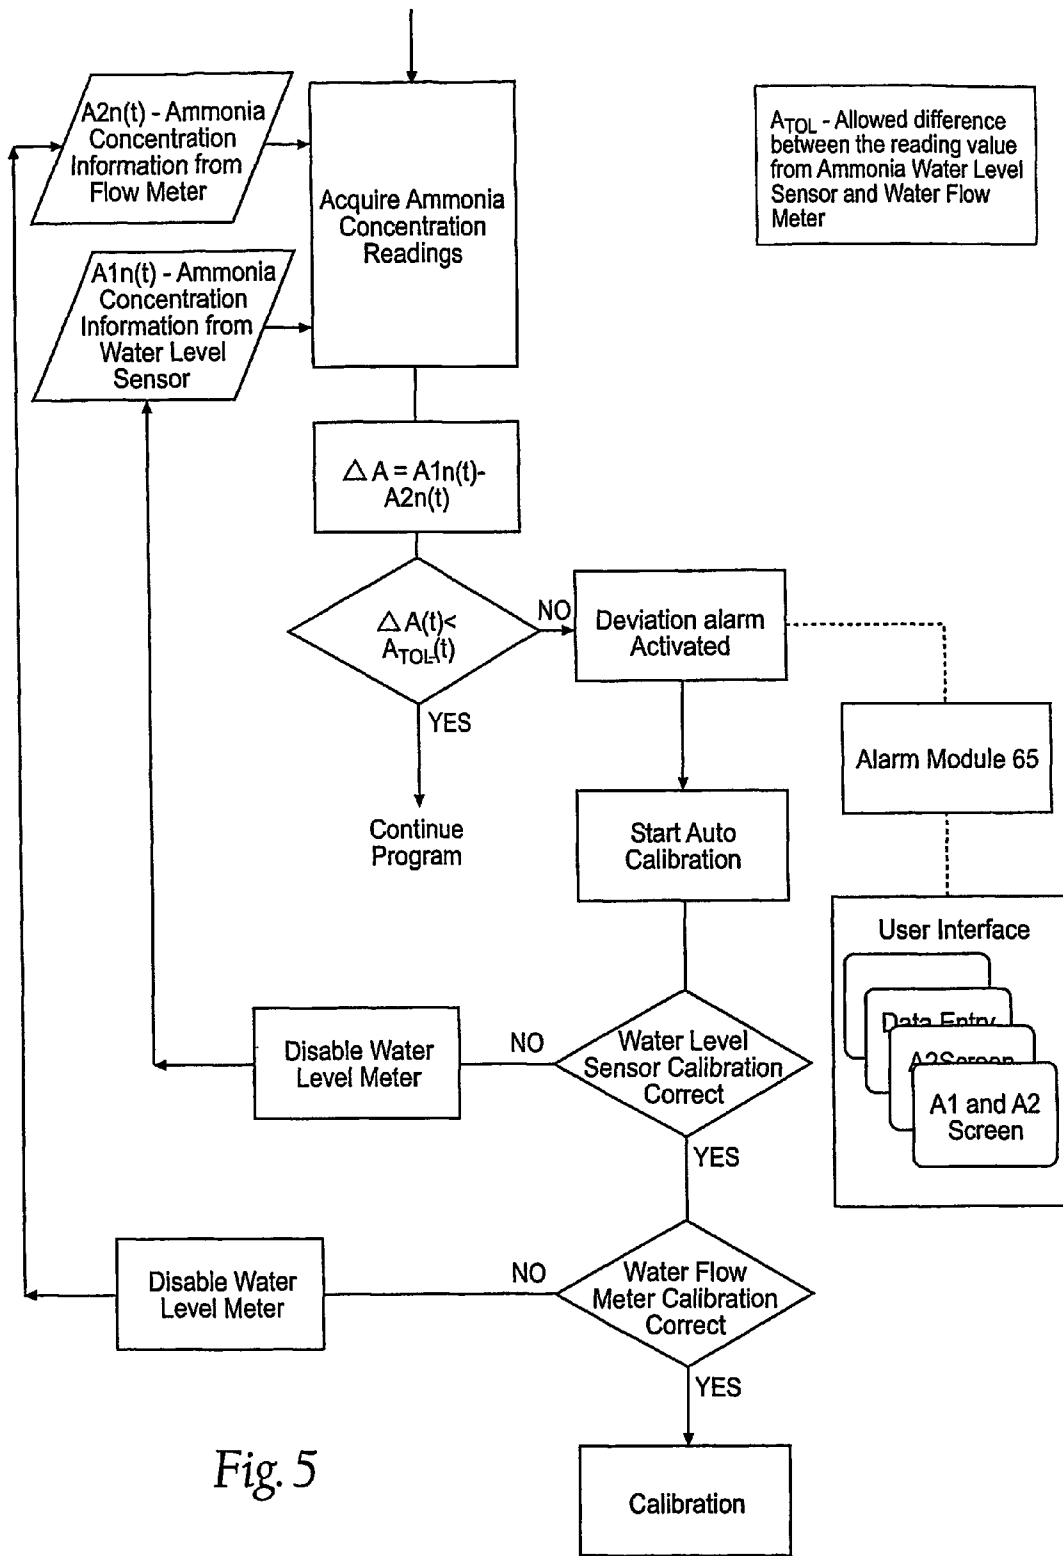 A2n(t) - Ammonia
Concentration
Information from
Flow Meter
A1n(t) - Ammonia
Concentration
Information from
Water Level
Sensor
Acquire Ammonia
Concentration
Readings
ATOL - Allowed difference
between the reading value
from Ammonia Water Level
Sensor and Water Flow
Meter
△ A = A1n(t)-
A2n(t)
△ A(t)<
ATOL(t)
NO
YES
Continue
Program
Deviation alarm
Activated
Alarm Module 65
Start Auto
Calibration
User Interface
Data Entry
A2Screen
A1 and A2
Screen
Water Level
Sensor Calibration
Correct
NO
Disable Water
Level Meter
YES
Water Flow
Meter Calibration
Correct
NO
Disable Water
Level Meter
YES
Calibration
Fig. 5